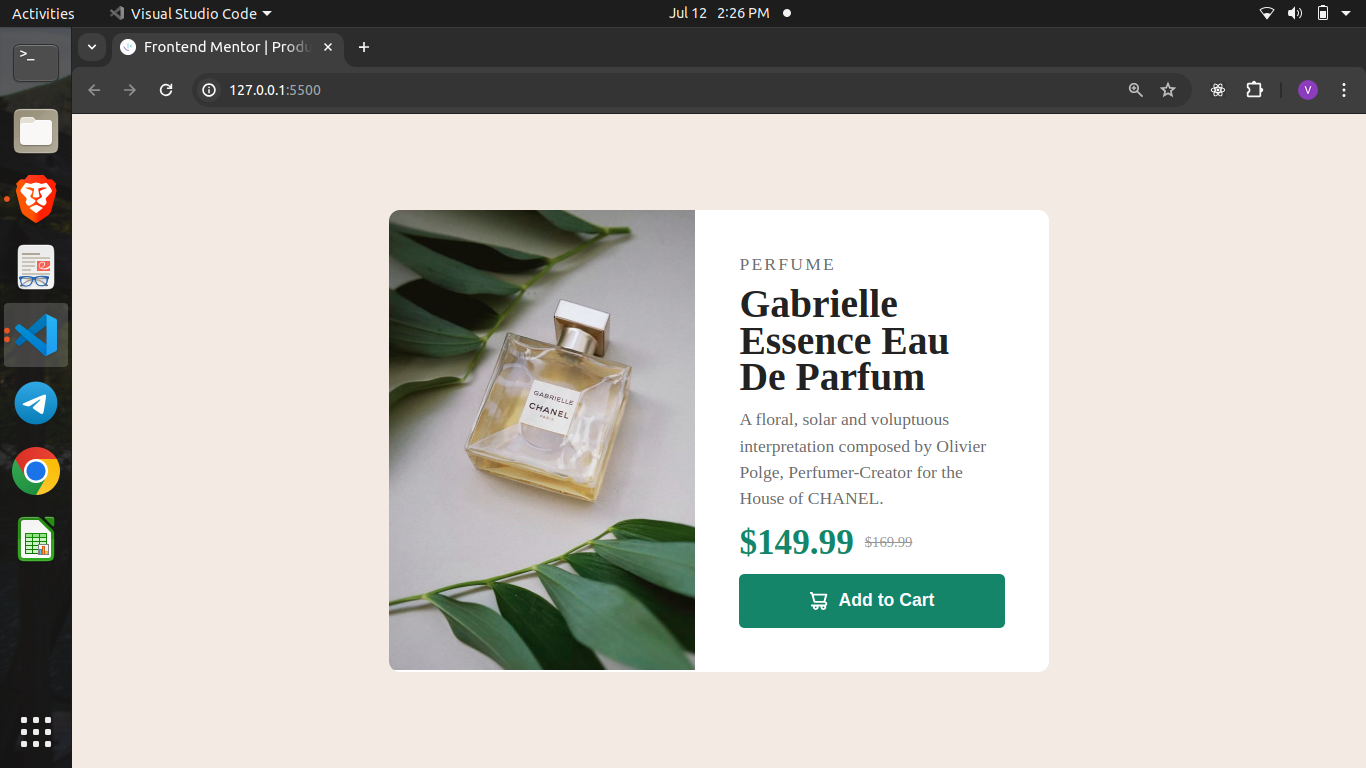 Activities
Visual Studio Code
Jul 12 2:26 PM
>_
Frontend Mentor | Produ
127.0.0.1:5500
V
GABRIELLE
CHANEL
PARIS
PERFUME
Gabrielle
Essence Eau
De Parfum
A floral, solar and voluptuous
interpretation composed by Olivier
Polge, Perfumer-Creator for the
House of CHANEL.
$149.99 $169.99
Add to Cart